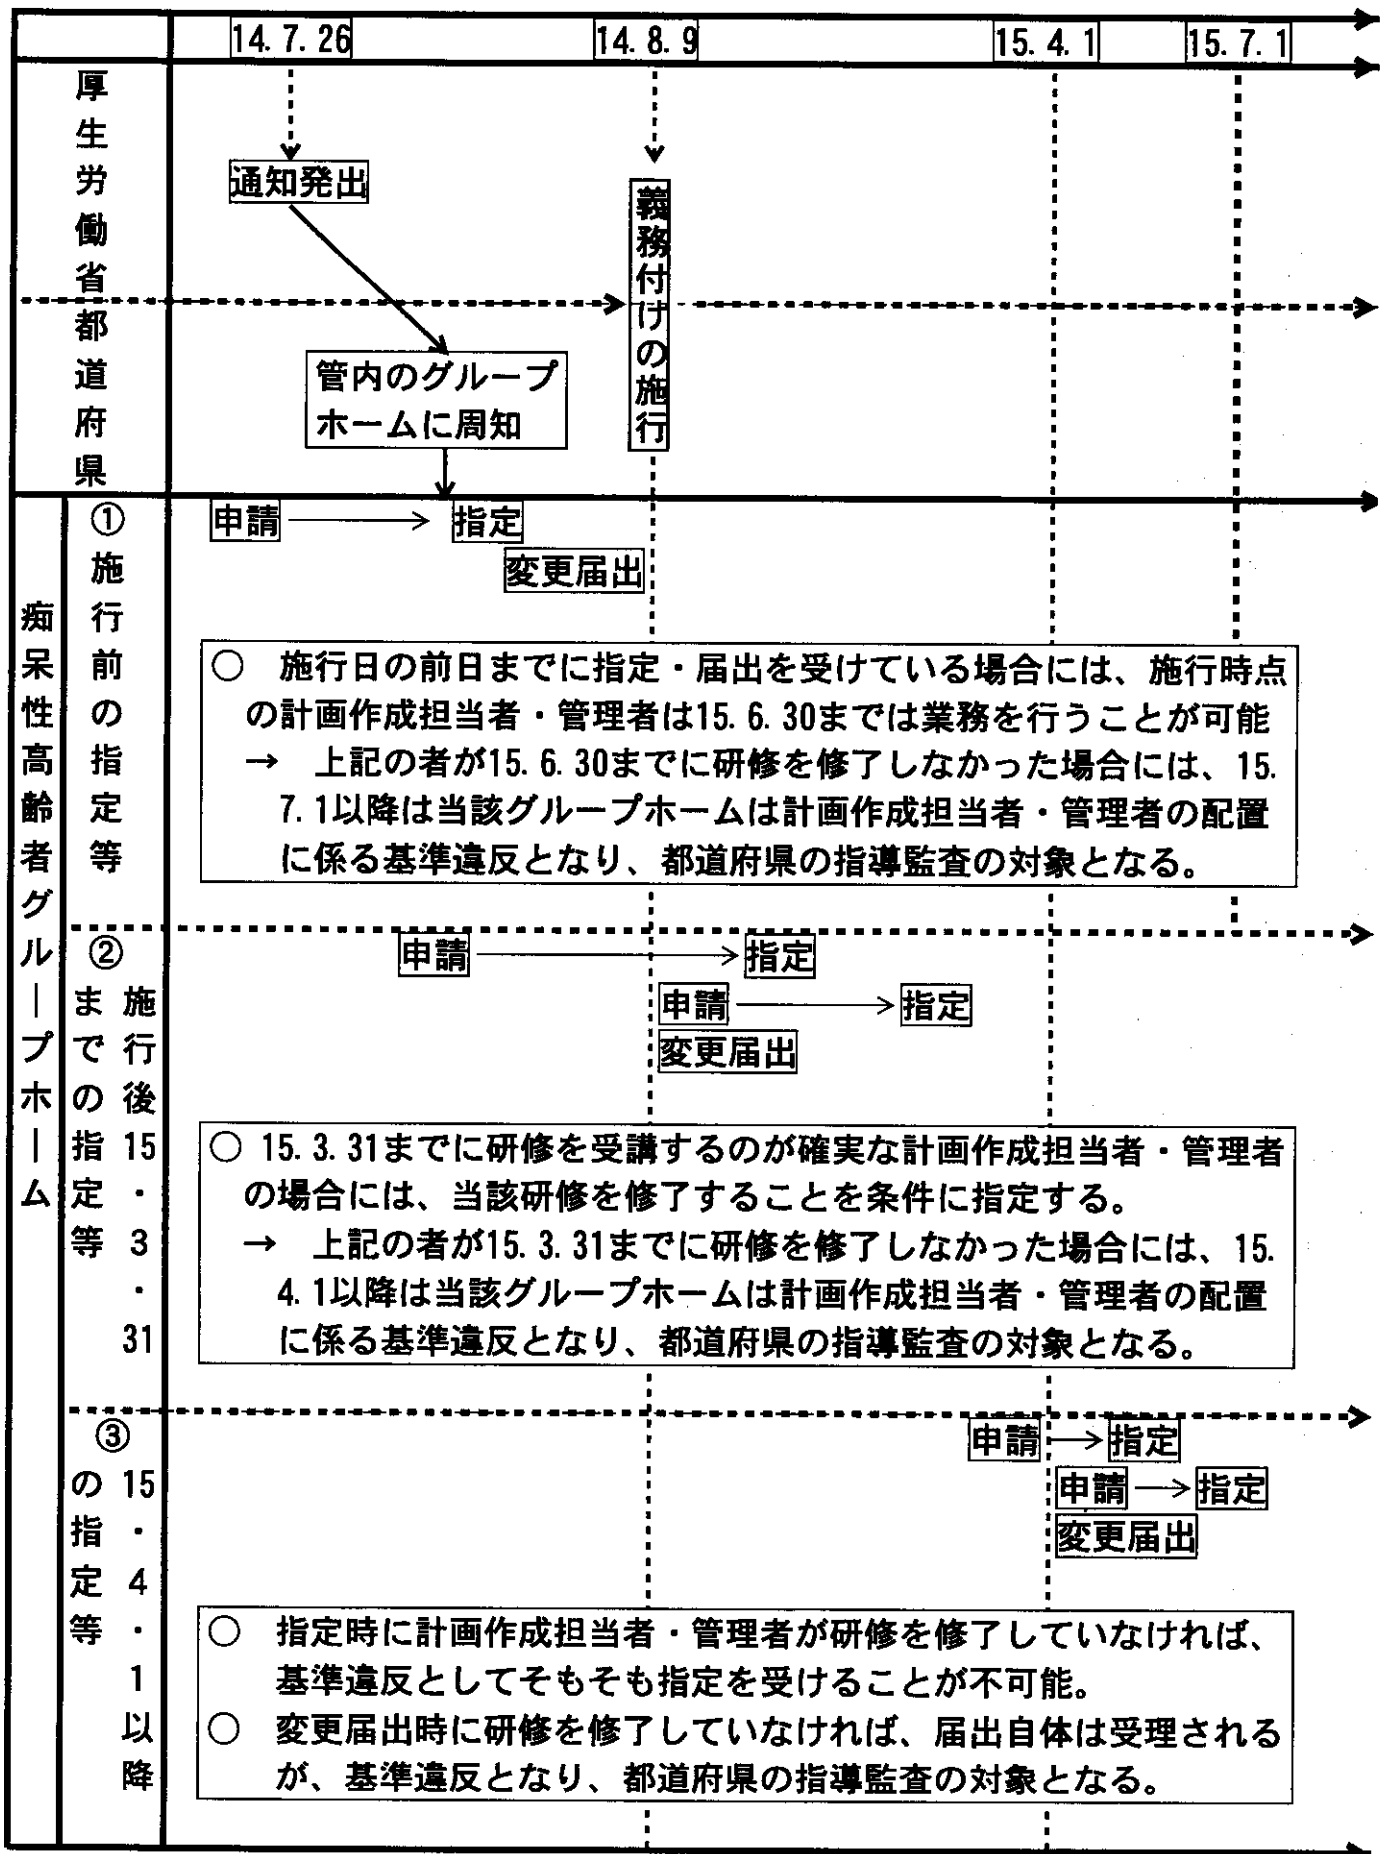 14.7.26
14.8.9
15.4.1
15.7.1
厚生労働省
都道府県
通知発出
義務付けの施行
管内のグループ
ホームに周知
痴呆性高齢者グループホーム
①
施行前の指定等
申請
指定
変更届出
○　施行日の前日までに指定・届出を受けている場合には、施行時点
の計画作成担当者・管理者は15.6.30までは業務を行うことが可能
→　上記の者が15.6.30までに研修を修了しなかった場合には、15.
7.1以降は当該グループホームは計画作成担当者・管理者の配置
に係る基準違反となり、都道府県の指導監査の対象となる。
②
施行後15・3・31
までの指定等
申請
指定
申請
指定
変更届出
○ 15.3.31までに研修を受講するのが確実な計画作成担当者・管理者
の場合には、当該研修を修了することを条件に指定する。
→　上記の者が15.3.31までに研修を修了しなかった場合には、15.
4.1以降は当該グループホームは計画作成担当者・管理者の配置
に係る基準違反となり、都道府県の指導監査の対象となる。
③
15・4・1以降
の指定等
申請
指定
申請
指定
変更届出
○　指定時に計画作成担当者・管理者が研修を修了していなければ、
基準違反としてそもそも指定を受けることが不可能。
○　変更届出時に研修を修了していなければ、届出自体は受理される
が、基準違反となり、都道府県の指導監査の対象となる。